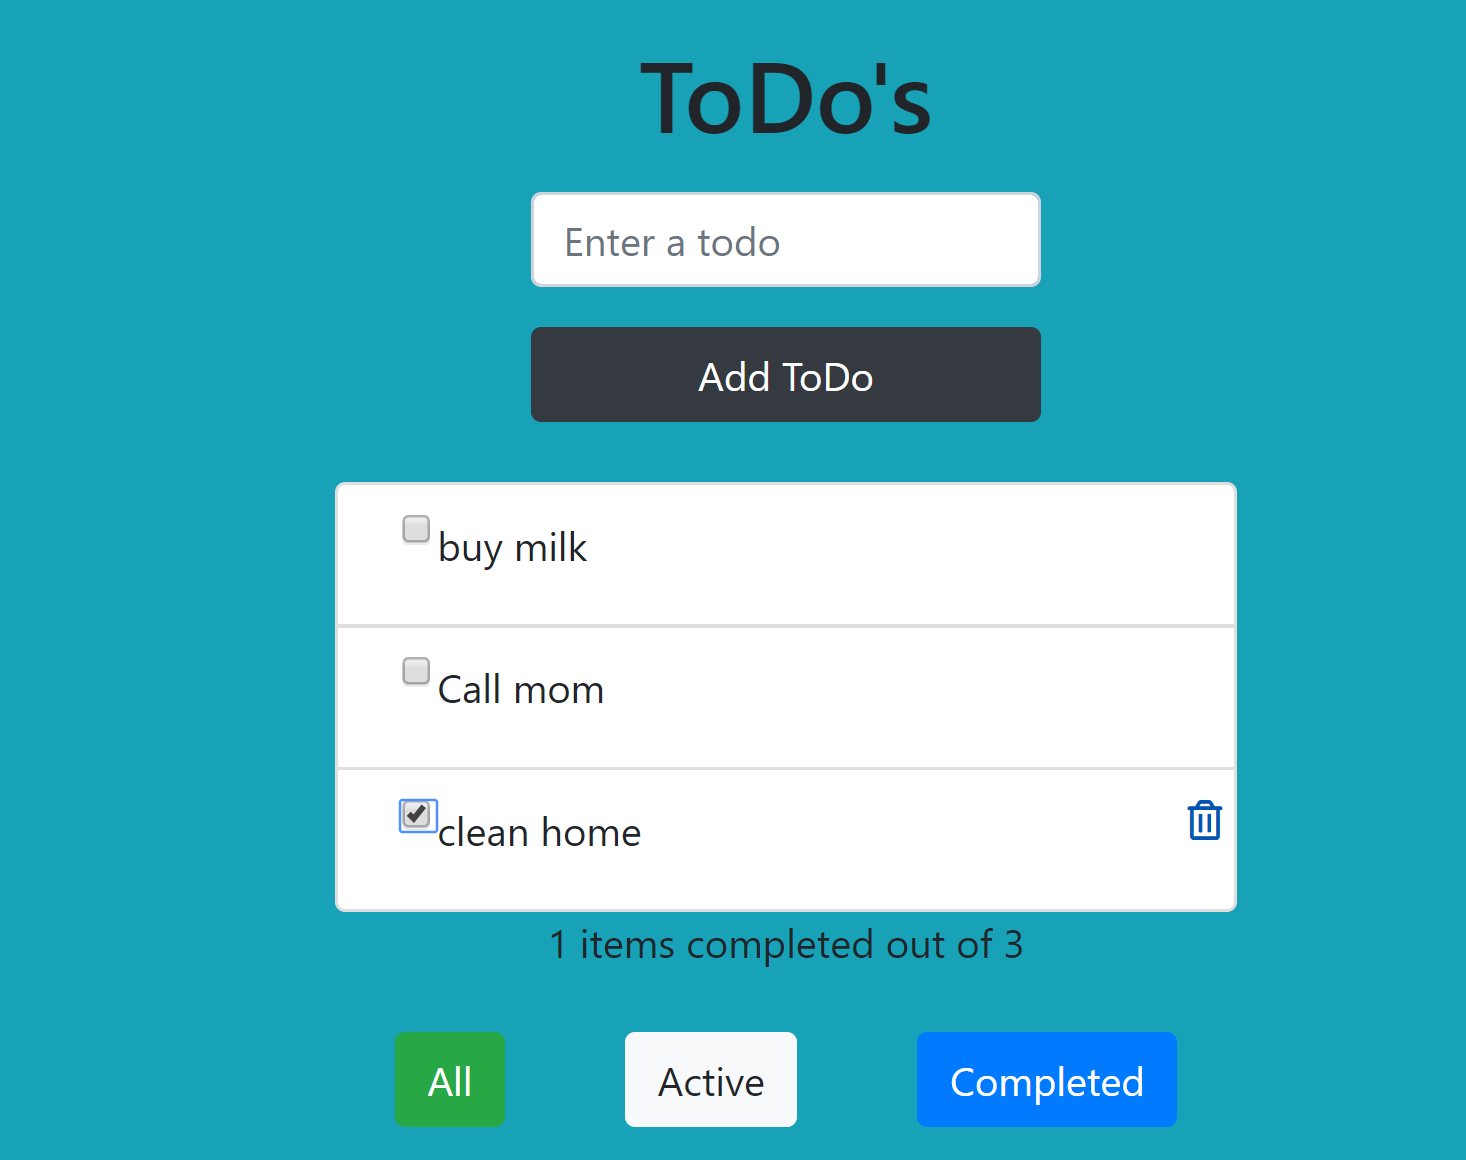 ToDo's
Enter a todo
Add ToDo
buy milk
Call mom
clean home
1 items completed out of 3
All
Active
Completed